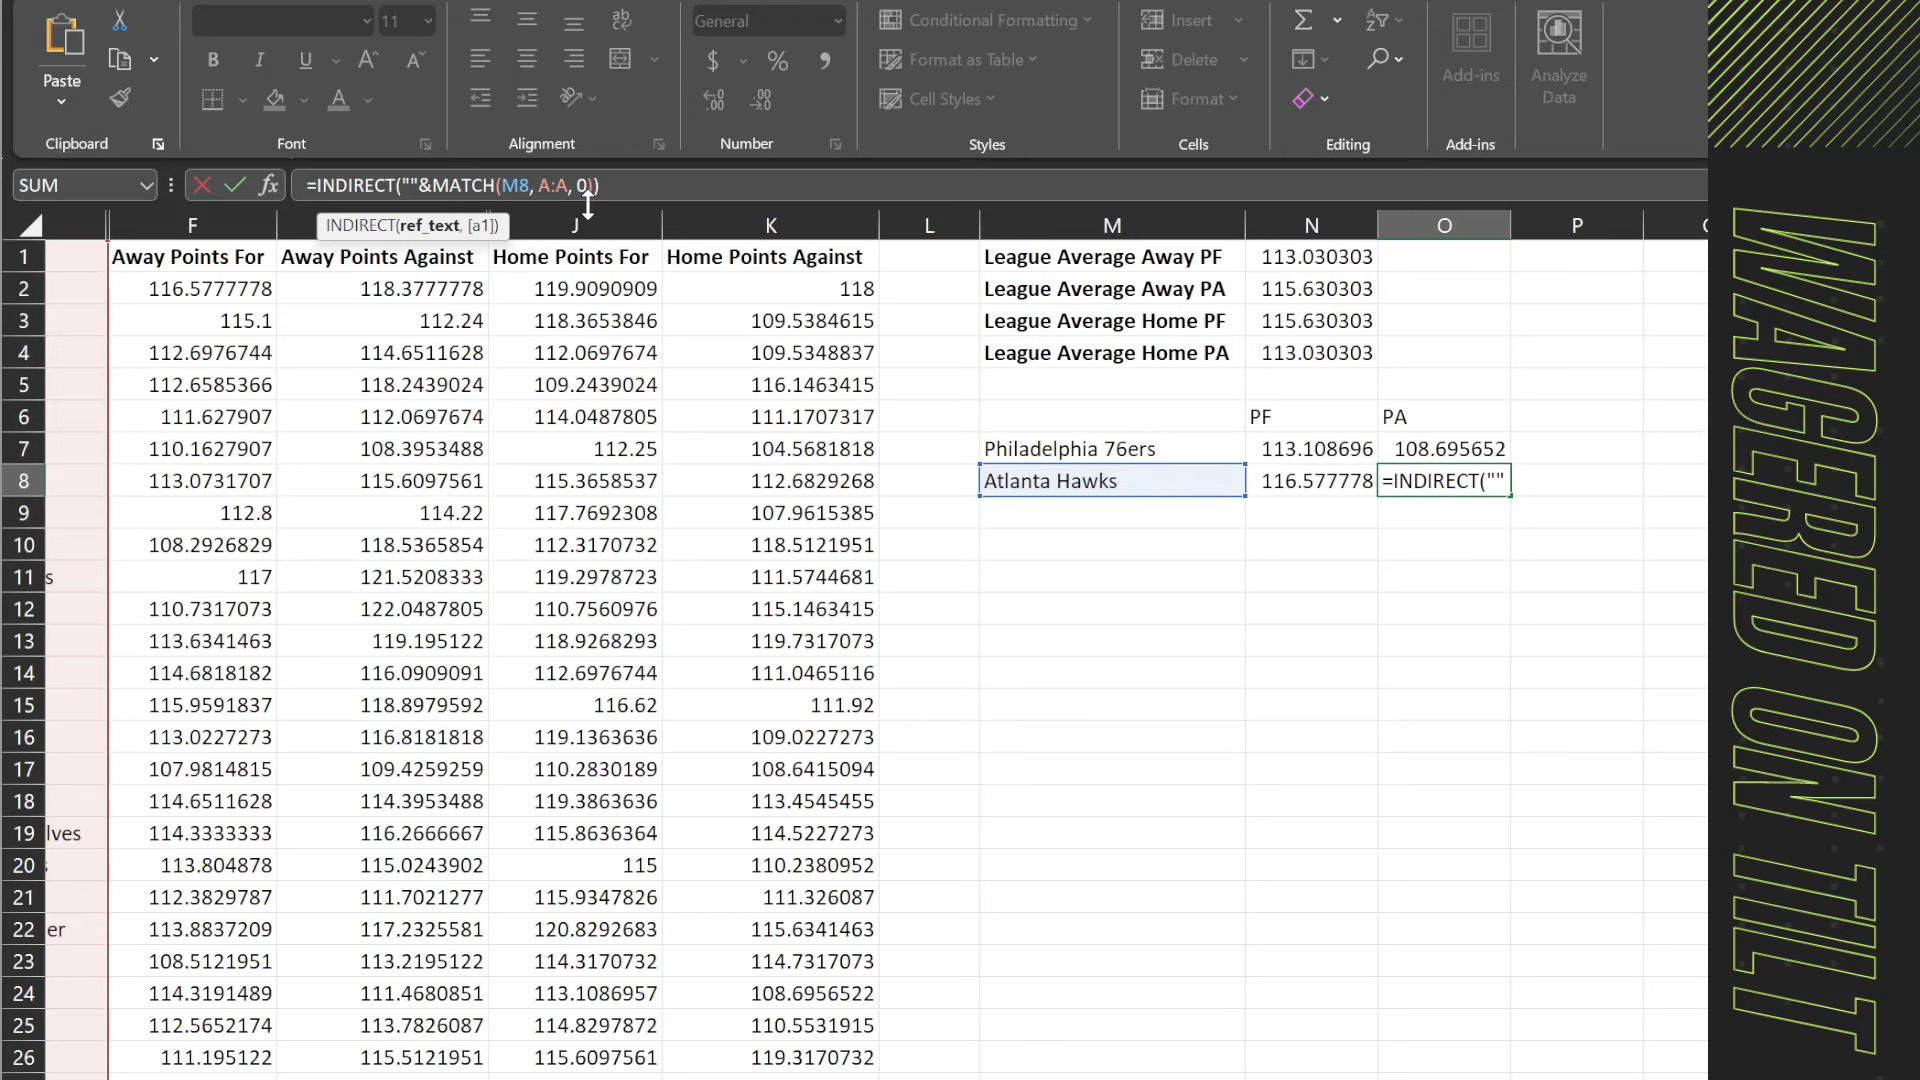 General
11
Conditional Formatting
Insert
Paste
Format as Table
Delete
Add-ins
Analyze
Data
Cell Styles
Format
Clipboard
Font
Alignment
Number
Styles
Cells
Editing
Add-ins
SUM
=INDIRECT(""&MATCH(M8, A:A, 0))
INDIRECT(ref_text, [a1])
F J K L M N O P
1 Away Points For Away Points Against Home Points For Home Points Against League Average Away PF 113.030303
2 116.5777778 118.3777778 119.9090909 118 League Average Away PA 115.630303
3 115.1 112.24 118.3653846 109.5384615 League Average Home PF 115.630303
4 112.6976744 114.6511628 112.0697674 109.5348837 League Average Home PA 113.030303
5 112.6585366 118.2439024 109.2439024 116.1463415
6 111.627907 112.0697674 114.0487805 111.1707317 PF PA
7 110.1627907 108.3953488 112.25 104.5681818 Philadelphia 76ers 113.108696 108.695652
8 113.0731707 115.6097561 115.3658537 112.6829268 Atlanta Hawks 116.577778 =INDIRECT(""
9 112.8 114.22 117.7692308 107.9615385
10 108.2926829 118.5365854 112.3170732 118.5121951
11 s 117 121.5208333 119.2978723 111.5744681
12 110.7317073 122.0487805 110.7560976 115.1463415
13 113.6341463 119.195122 118.9268293 119.7317073
14 114.6818182 116.0909091 112.6976744 111.0465116
15 115.9591837 118.8979592 116.62 111.92
16 113.0227273 116.8181818 119.1363636 109.0227273
17 107.9814815 109.4259259 110.2830189 108.6415094
18 114.6511628 114.3953488 119.3863636 113.4545455
19 lves 114.3333333 116.2666667 115.8636364 114.5227273
20 113.804878 115.0243902 115 110.2380952
21 112.3829787 111.7021277 115.9347826 111.326087
22 er 113.8837209 117.2325581 120.8292683 115.6341463
23 108.5121951 113.2195122 114.3170732 114.7317073
24 114.3191489 111.4680851 113.1086957 108.6956522
25 112.5652174 113.7826087 114.8297872 110.5531915
26 111.195122 115.5121951 115.6097561 119.3170732
WAGERED ON TILT